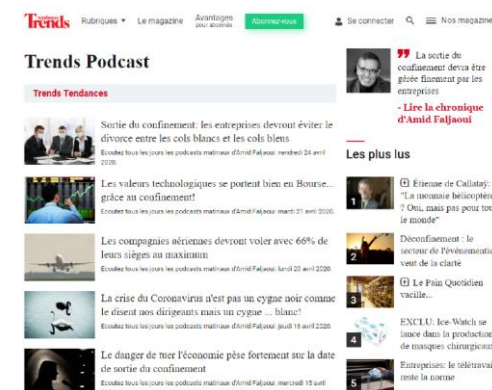 Trends Tendances
Rubriques
Le magazine
Avantages
pour abonnés
Abonnez-vous
Se connecter
Nos magazine
Trends Podcast
Trends Tendances
Sortie du confinement: les entreprises devront éviter le
divorce entre les cols blancs et les cols bleus
Ecoutez tous les jours les podcasts matinaux d'Amid Faljaoui: vendredi 24 avril
2020.
Les valeurs technologiques se portent bien en Bourse...
grâce au confinement!
Ecoutez tous les jours les podcasts matinaux d'Amid Faljaoui: mardi 21 avril 2020.
Les compagnies aériennes devront voler avec 66% de
leurs sièges au maximum
Ecoutez tous les jours les podcasts matinaux d'Amid Faljaoui: lundi 20 avril 2020.
La crise du Coronavirus n'est pas un cygne noir comme
le disent nos dirigeants mais un cygne ... blanc!
Ecoutez tous les jours les podcasts matinaux d'Amid Faljaoui: jeudi 16 avril 2020.
Le danger de tuer l'économie pèse fortement sur la date
de sortie du confinement
Ecoutez tous les jours les podcasts matinaux d'Amid Faljaoui: mercredi 15 avril
La sortie du
confinement devra être
gérée finement par les
entreprises
- Lire la chronique
d'Amid Faljaoui
Les plus lus
1
Étienne de Callataÿ:
"La monnaie hélicoptère
? Oui, mais pas pour tout
le monde"
2
Déconfinement : le
secteur de l'événementiel
veut de la clarté
3
Le Pain Quotidien
vacille...
4
EXCLU: Ice-Watch se
lance dans la production
de masques chirurgicaux
5
Entreprises: le télétravail
reste la norme